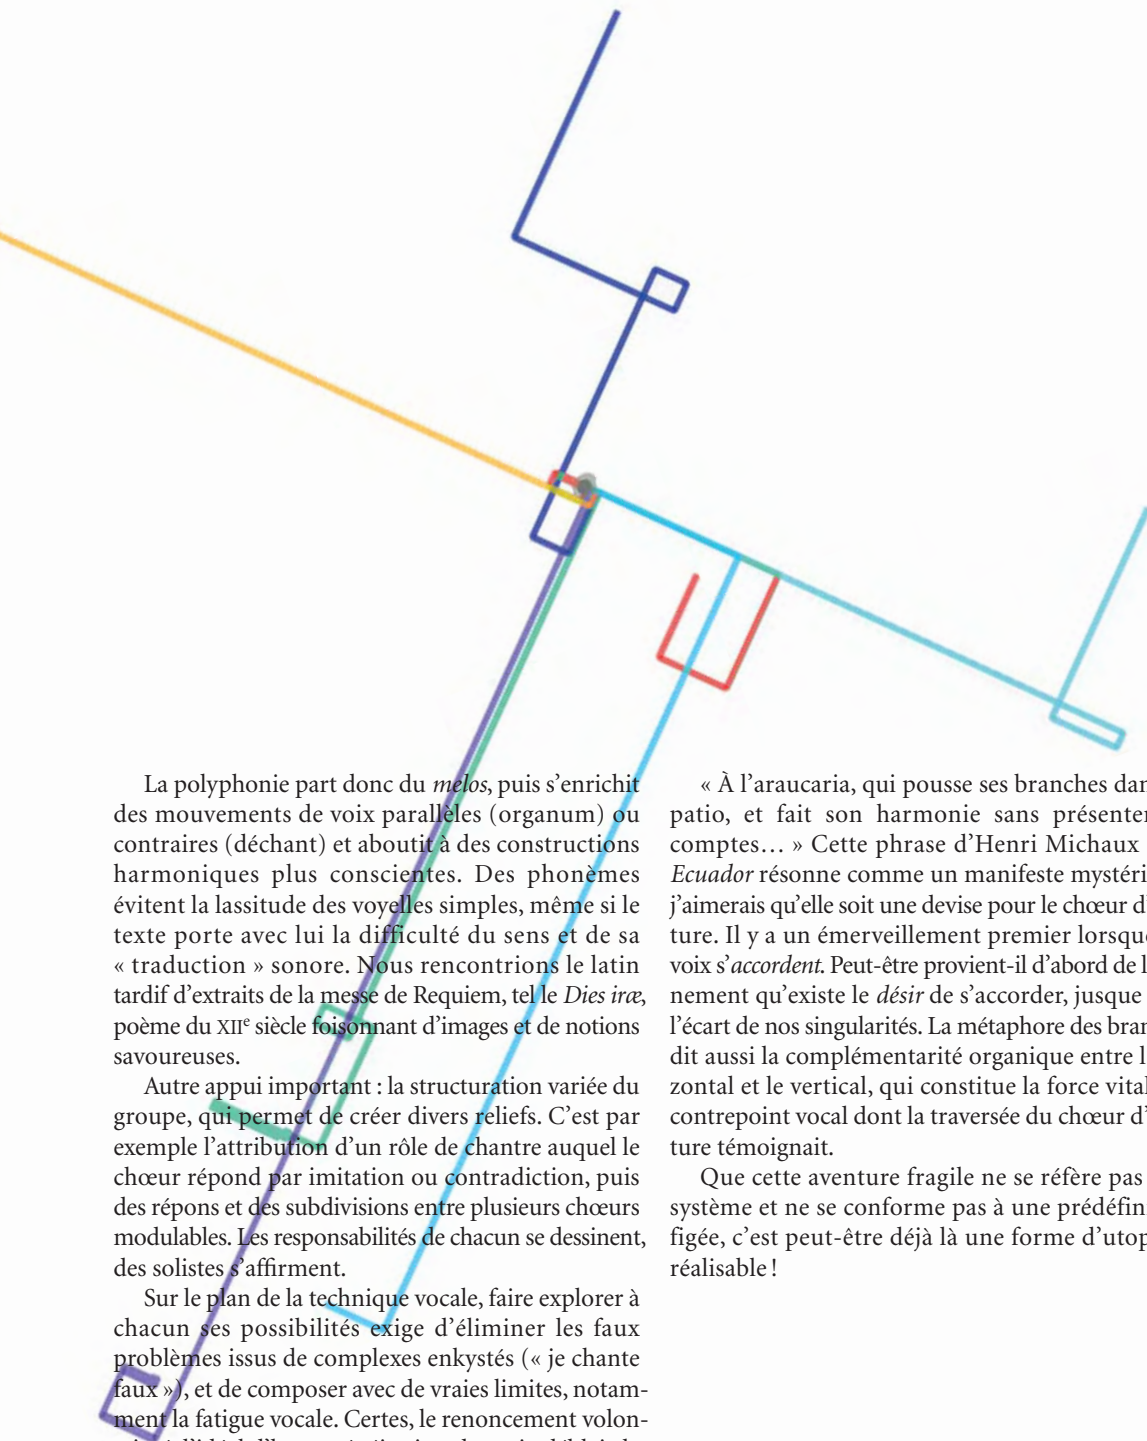 La polyphonie part donc du melos, puis s’enrichit
des mouvements de voix parallèles (organum) ou
contraires (déchant) et aboutit à des constructions
harmoniques plus conscientes. Des phonèmes
évitent la lassitude des voyelles simples, même si le
texte porte avec lui la difficulté du sens et de sa
« traduction » sonore. Nous rencontrions le latin
tardif d’extraits de la messe de Requiem, tel le Dies iræ,
poème du XIIe siècle foisonnant d’images et de notions
savoureuses.
Autre appui important : la structuration variée du
groupe, qui permet de créer divers reliefs. C’est par
exemple l’attribution d’un rôle de chantre auquel le
chœur répond par imitation ou contradiction, puis
des répons et des subdivisions entre plusieurs chœurs
modulables. Les responsabilités de chacun se dessinent,
des solistes s’affirment.
Sur le plan de la technique vocale, faire explorer à
chacun ses possibilités exige d’éliminer les faux
problèmes issus de complexes enkystés (« je chante
faux »), et de composer avec de vraies limites, notam-
ment la fatigue vocale. Certes, le renoncement volon-
« À l’araucaria, qui pousse ses branches dan
patio, et fait son harmonie sans présenter
comptes… » Cette phrase d’Henri Michaux
Ecuador résonne comme un manifeste mystéri
j’aimerais qu’elle soit une devise pour le chœur d’
ture. Il y a un émerveillement premier lorsque
voix s’accordent. Peut-être provient-il d’abord de l
nement qu’existe le désir de s’accorder, jusque
l’écart de nos singularités. La métaphore des bran
dit aussi la complémentarité organique entre l
zontal et le vertical, qui constitue la force vital
contrepoint vocal dont la traversée du chœur d’
ture témoignait.
Que cette aventure fragile ne se réfère pas
système et ne se conforme pas à une prédéfin
figée, c’est peut-être déjà là une forme d’utop
réalisable !